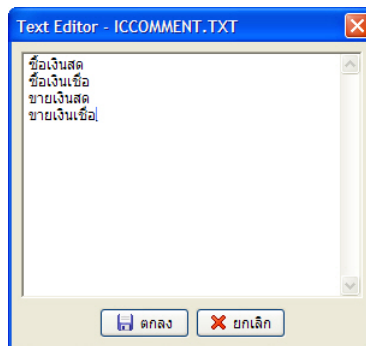 Text Editor - ICCOMMENT.TXT
ซื้อเงินสด
ซื้อเงินเชื่อ
ขายเงินสด
ขายเงินเชื่อ
ตกลง
ยกเลิก